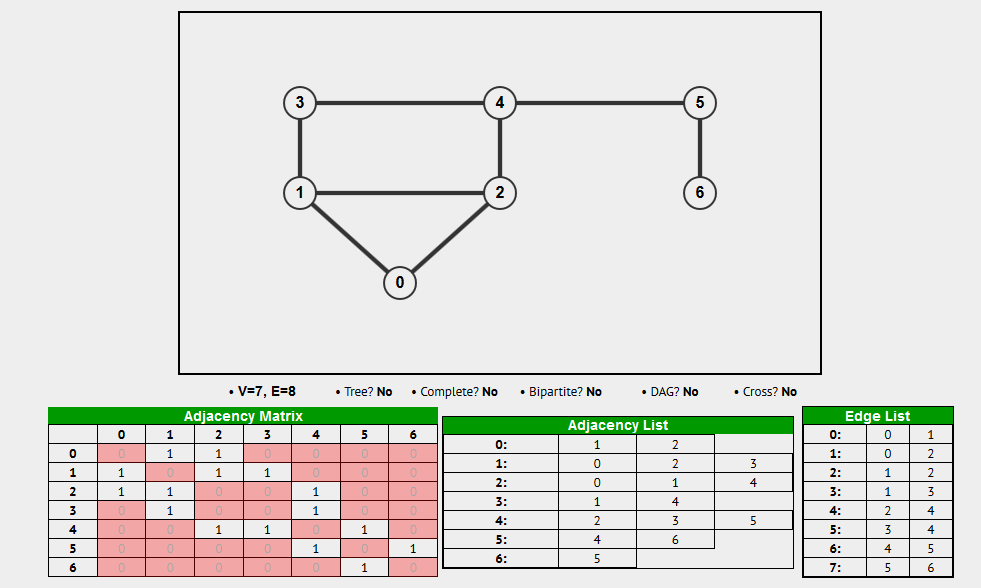 3 4 5
1 2 6
0
• V=7, E=8 • Tree? No • Complete? No • Bipartite? No • DAG? No • Cross? No
Adjacency Matrix
0 1 2 3 4 5 6
0 0 1 1 0 0 0 0
1 1 0 1 1 0 0 0
2 1 1 0 0 1 0 0
3 0 1 0 0 1 0 0
4 0 0 1 1 0 1 0
5 0 0 0 0 1 0 1
6 0 0 0 0 0 1 0
Adjacency List
0: 1 2
1: 0 2 3
2: 0 1 4
3: 1 4
4: 2 3 5
5: 4 6
6: 5
Edge List
0: 0 1
1: 0 2
2: 1 2
3: 1 3
4: 2 4
5: 3 4
6: 4 5
7: 5 6